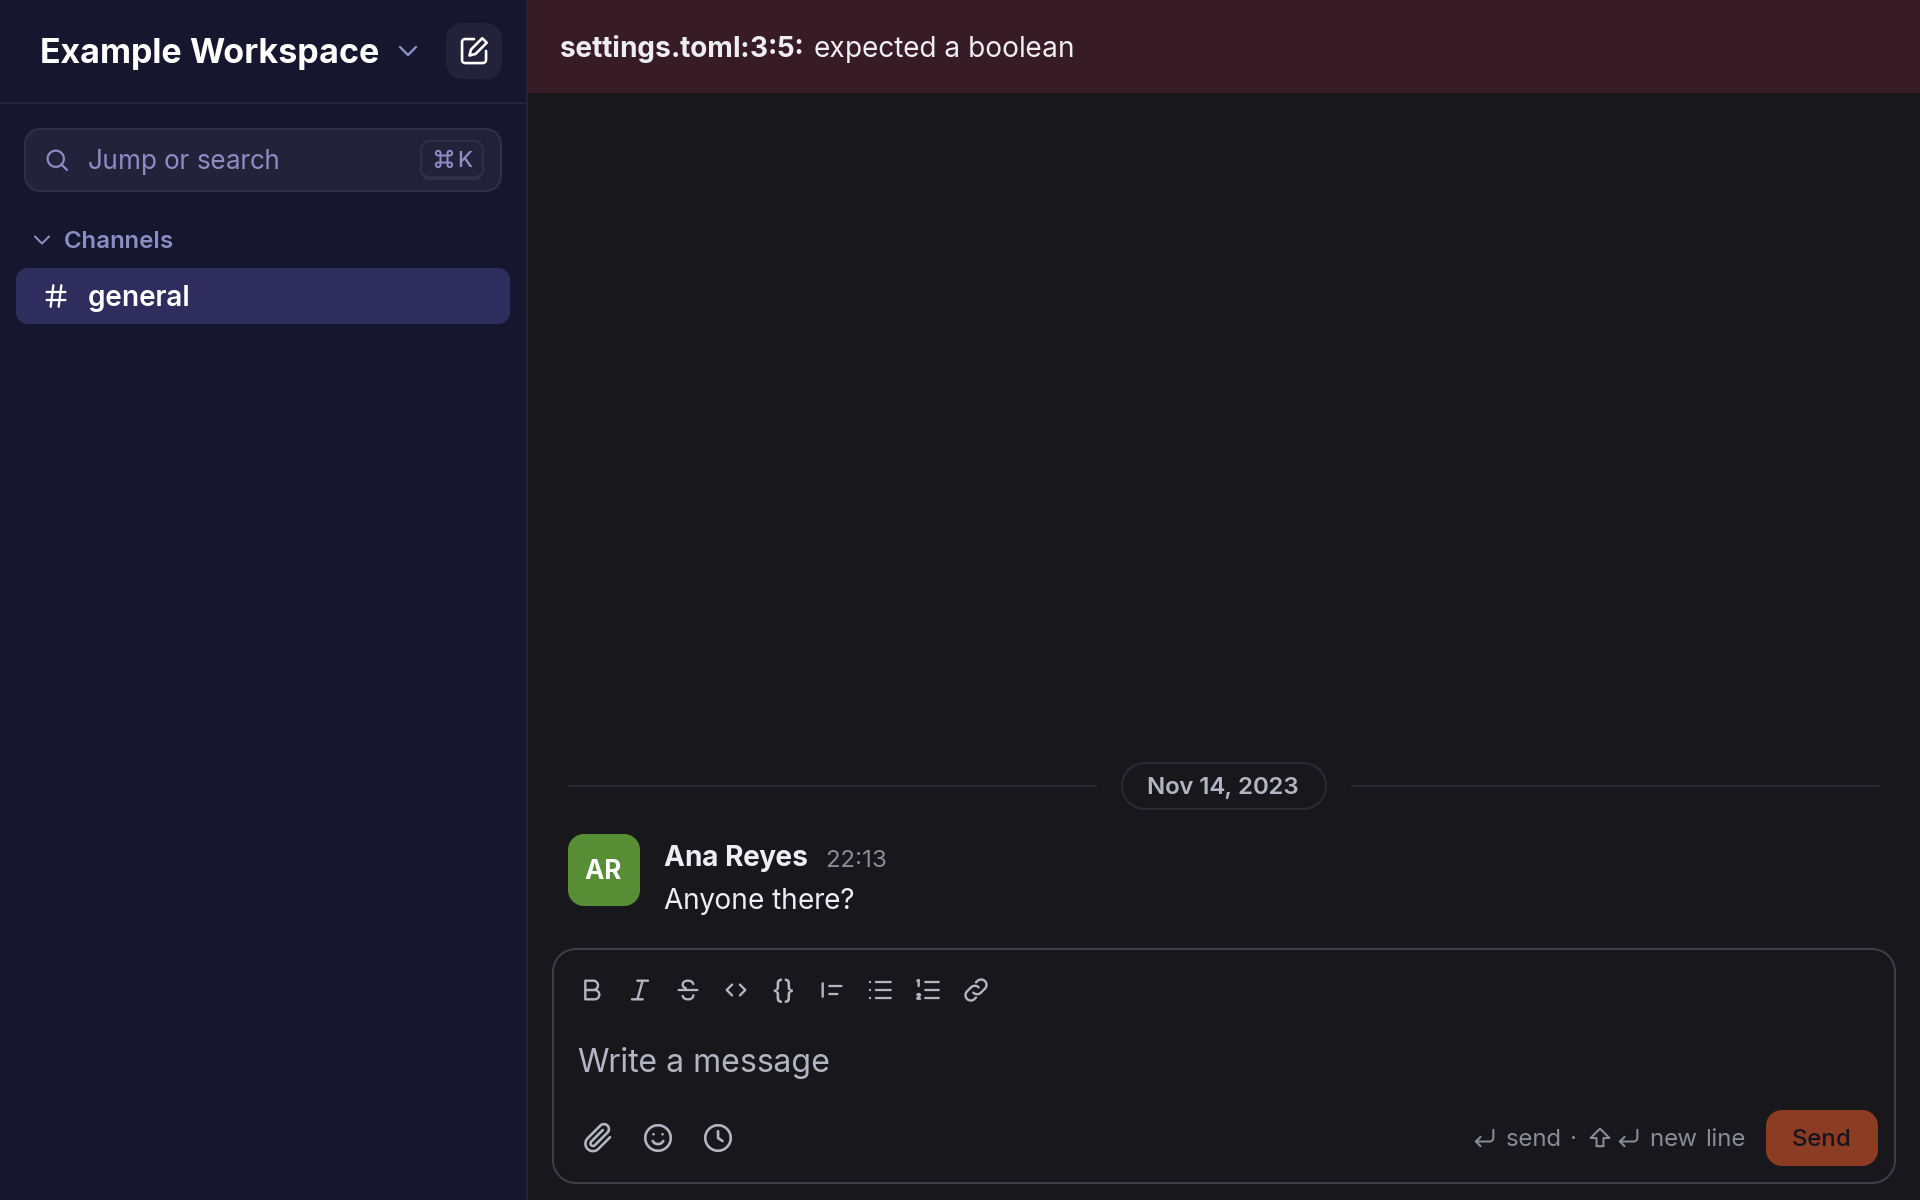 Example Workspace
Jump or search
⌘K
Channels
# general
settings.toml:3:5: expected a boolean
Nov 14, 2023
AR
Ana Reyes 22:13
Anyone there?
Write a message
send · new line
Send